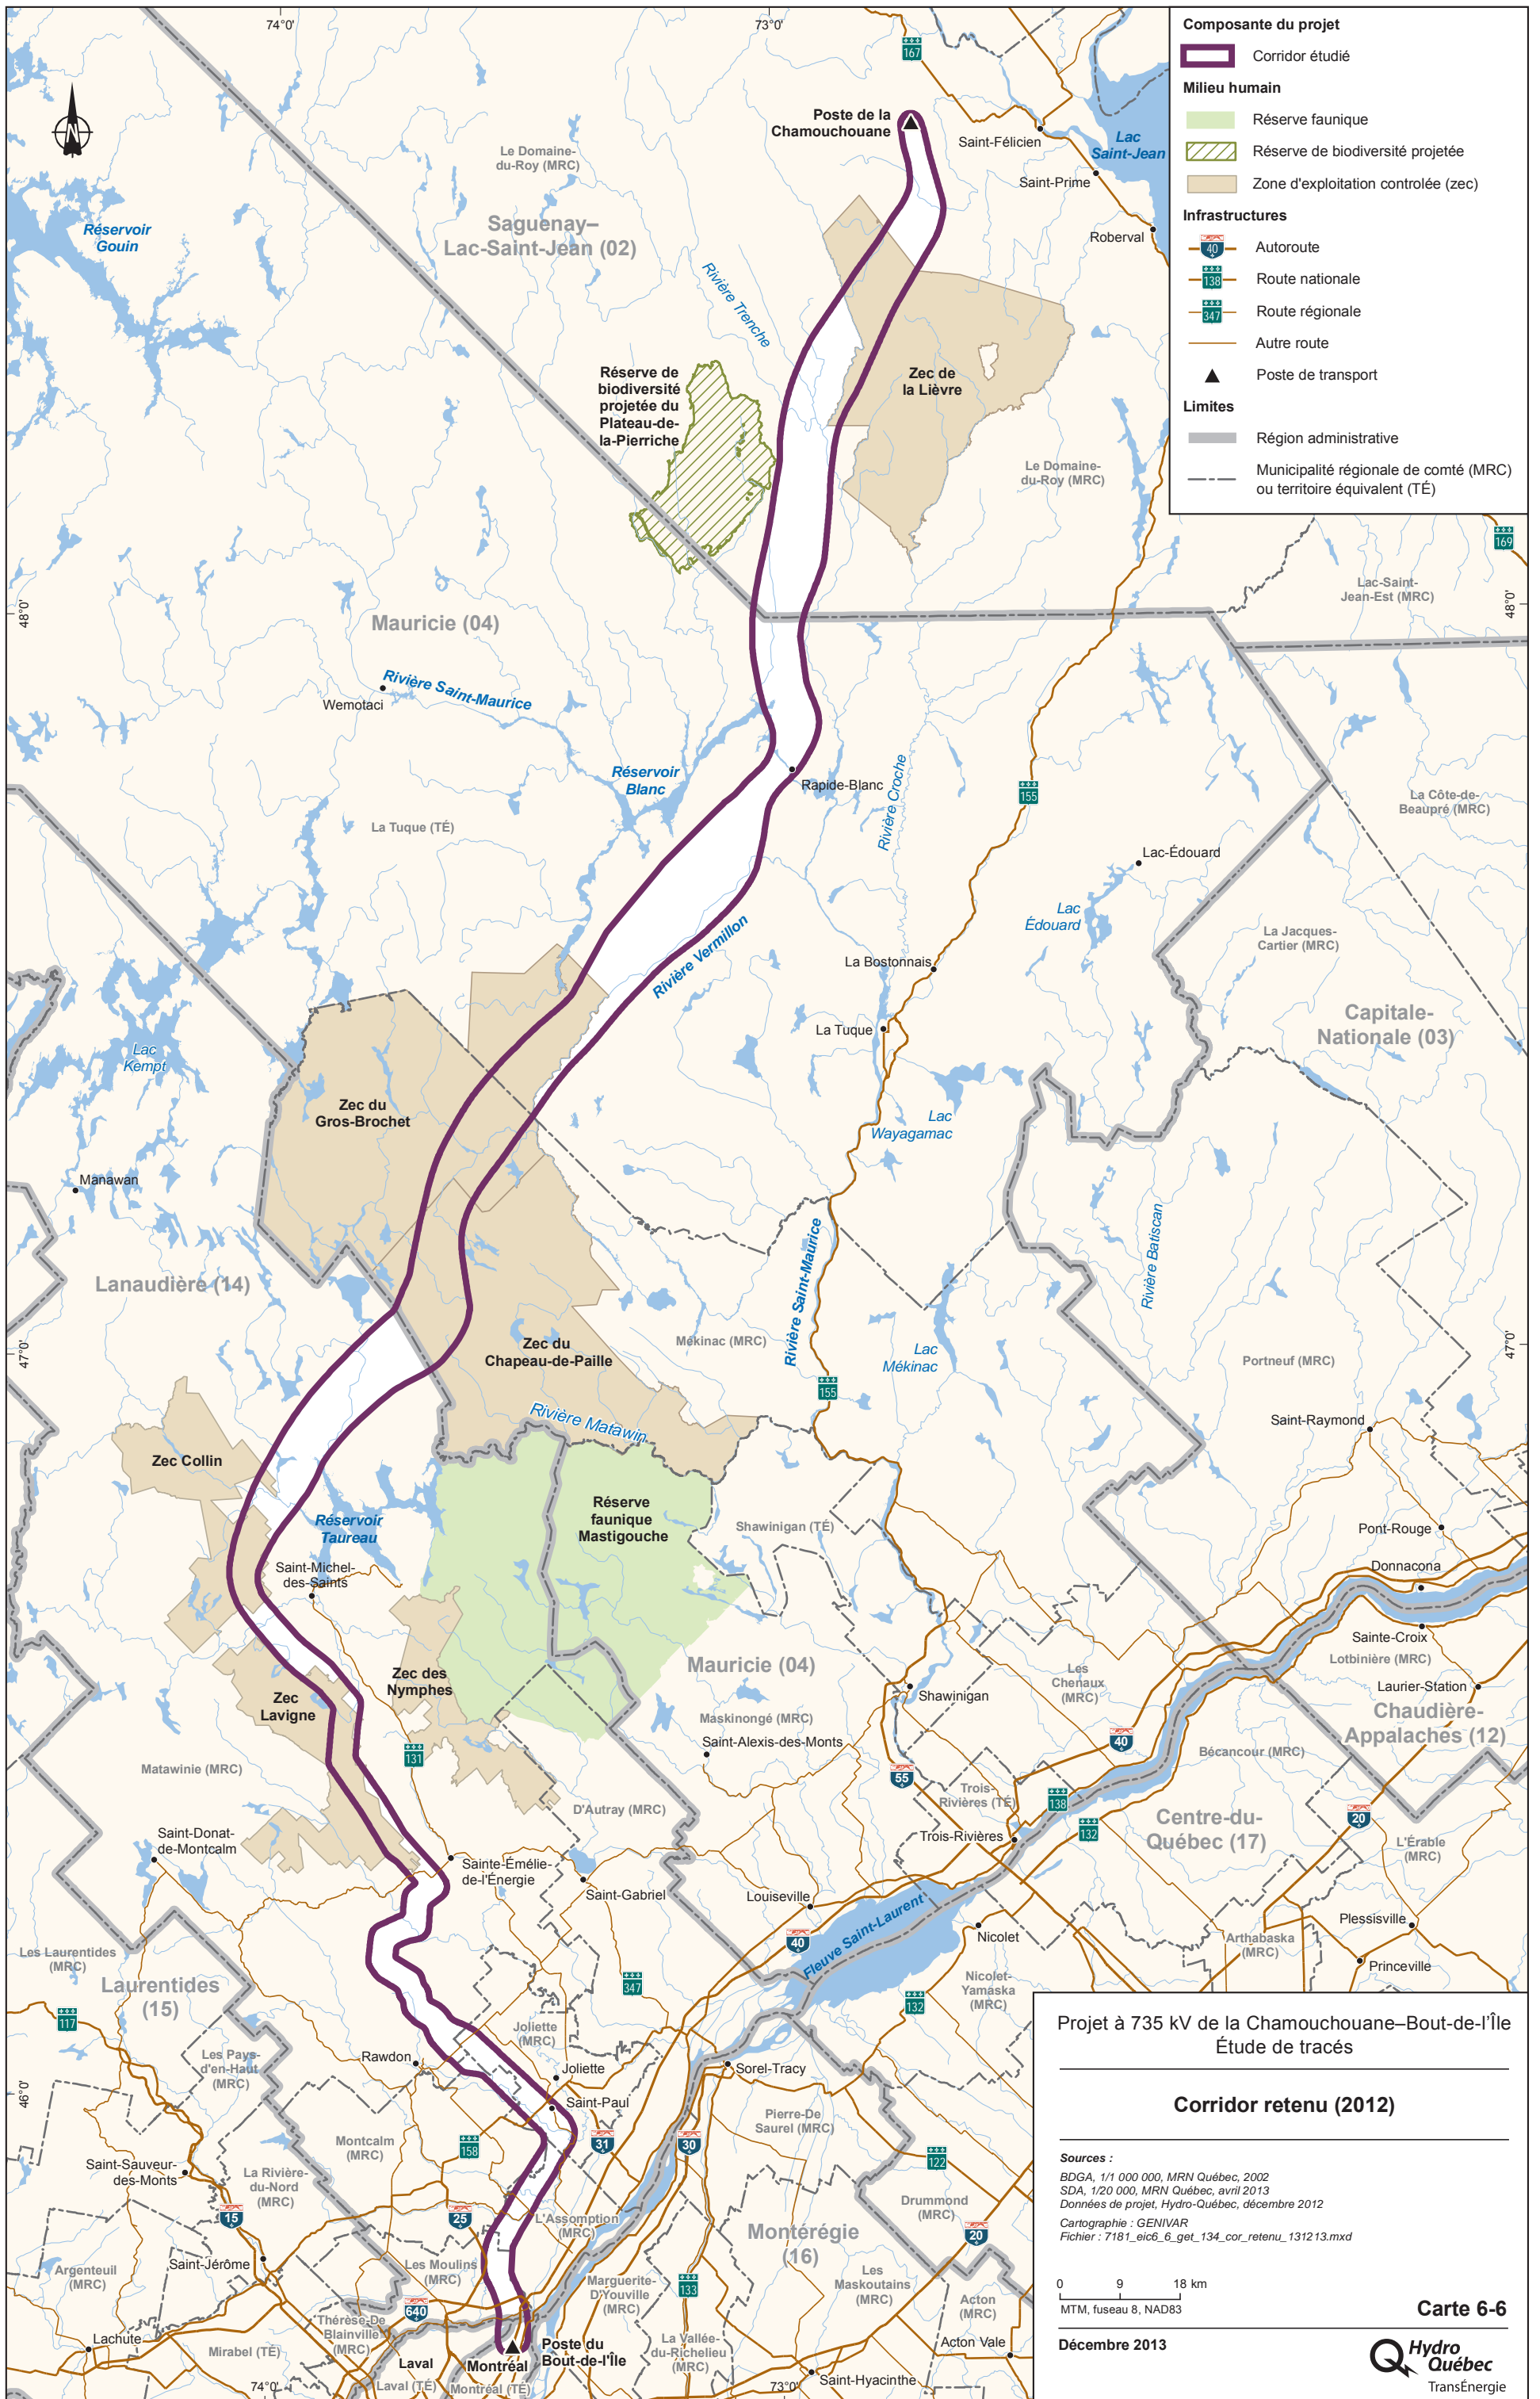 74°0'
73°0'
167
Poste de la
Chamouchouane
Saint-Félicien
Lac
Saint-Jean
Saint-Prime
Roberval
Le Domaine-
du-Roy (MRC)
Saguenay–
Lac-Saint-Jean (02)
Réservoir
Gouin
Rivière Trenche
Réserve de
biodiversité
projetée du
Plateau-de-
la-Pierriche
Zec de
la Lièvre
Le Domaine-
du-Roy (MRC)
Composante du projet
Corridor étudié
Milieu humain
Réserve faunique
Réserve de biodiversité projetée
Zone d'exploitation controlée (zec)
Infrastructures
40
Autoroute
138
Route nationale
347
Route régionale
Autre route
Poste de transport
Limites
Région administrative
Municipalité régionale de comté (MRC)
ou territoire équivalent (TÉ)
169
Lac-Saint-
Jean-Est (MRC)
48°0'
48°0'
Mauricie (04)
Rivière Saint-Maurice
Wemotaci
Réservoir
Blanc
Rapide-Blanc
Rivière Croche
155
La Côte-de-
Beaupré (MRC)
La Tuque (TÉ)
Lac-Édouard
Lac
Édouard
La Jacques-
Cartier (MRC)
Rivière Vermillon
La Bostonnais
La Tuque
Capitale-
Nationale (03)
Lac
Kempt
Zec du
Gros-Brochet
Lac
Wayagamac
Manawan
Rivière Saint-Maurice
Rivière Batiscan
Lanaudière (14)
Zec du
Chapeau-de-Paille
Mékinac (MRC)
Lac
Mékinac
Portneuf (MRC)
47°0'
47°0'
155
Rivière Matawin
Saint-Raymond
Zec Collin
Réservoir
Taureau
Réserve
faunique
Mastigouche
Shawinigan (TÉ)
Pont-Rouge
Donnacona
Saint-Michel-
des-Saints
Sainte-Croix
Lotbinière (MRC)
Laurier-Station
Zec des
Nymphes
Zec
Lavigne
Mauricie (04)
Les
Chenaux
(MRC)
Shawinigan
Chaudière-
Appalaches (12)
Maskinongé (MRC)
Saint-Alexis-des-Monts
40
Bécancour (MRC)
131
Matawinie (MRC)
55
Trois-
Rivières (TÉ)
138
132
D'Autray (MRC)
Centre-du-
Québec (17)
20
L'Érable
(MRC)
Saint-Donat-
de-Montcalm
Trois-Rivières
Sainte-Émélie-
de-l'Énergie
Saint-Gabriel
Louiseville
Fleuve Saint-Laurent
40
Nicolet
Plessisville
Arthabaska
(MRC)
Princeville
Les Laurentides
(MRC)
Laurentides
(15)
347
Nicolet-
Yamaska
(MRC)
132
117
Joliette
(MRC)
Les Pays-
d'en-Haut
(MRC)
Rawdon
Joliette
Sorel-Tracy
46°0'
Saint-Paul
Pierre-De
Saurel (MRC)
Montcalm
(MRC)
158
31
30
122
Saint-Sauveur-
des-Monts
La Rivière-
du-Nord
(MRC)
Drummond
(MRC)
15
25
L'Assomption
(MRC)
Montérégie
(16)
20
Saint-Jérôme
Argenteuil
(MRC)
Les Moulins
(MRC)
Marguerite-
D'Youville
(MRC)
133
Les
Maskoutains
(MRC)
Acton
(MRC)
640
Thérèse-De
Blainville
(MRC)
Lachute
Mirabel (TÉ)
Laval
Laval (TÉ)
Montréal
Montréal (TÉ)
Poste du
Bout-de-l'Île
La Vallée-
du-Richelieu
(MRC)
Acton Vale
Saint-Hyacinthe
74°0'
73°0'
Projet à 735 kV de la Chamouchouane–Bout-de-l'Île
Étude de tracés
Corridor retenu (2012)
Sources :
BDGA, 1/1 000 000, MRN Québec, 2002
SDA, 1/20 000, MRN Québec, avril 2013
Données de projet, Hydro-Québec, décembre 2012
Cartographie : GENIVAR
Fichier : 7181_eic6_6_get_134_cor_retenu_131213.mxd
0 9 18 km
MTM, fuseau 8, NAD83
Carte 6-6
Décembre 2013
Hydro
Québec
TransÉnergie